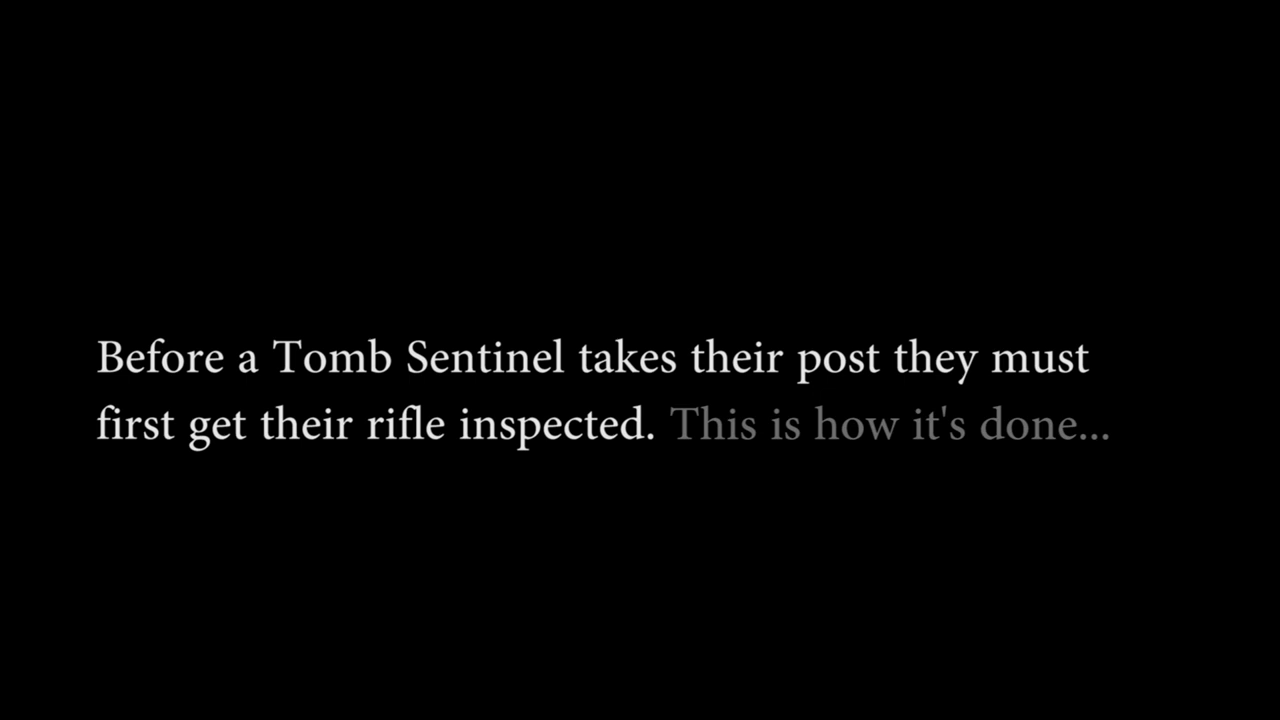 Before a Tomb Sentinel takes their post they must
first get their rifle inspected. This is how it's done...